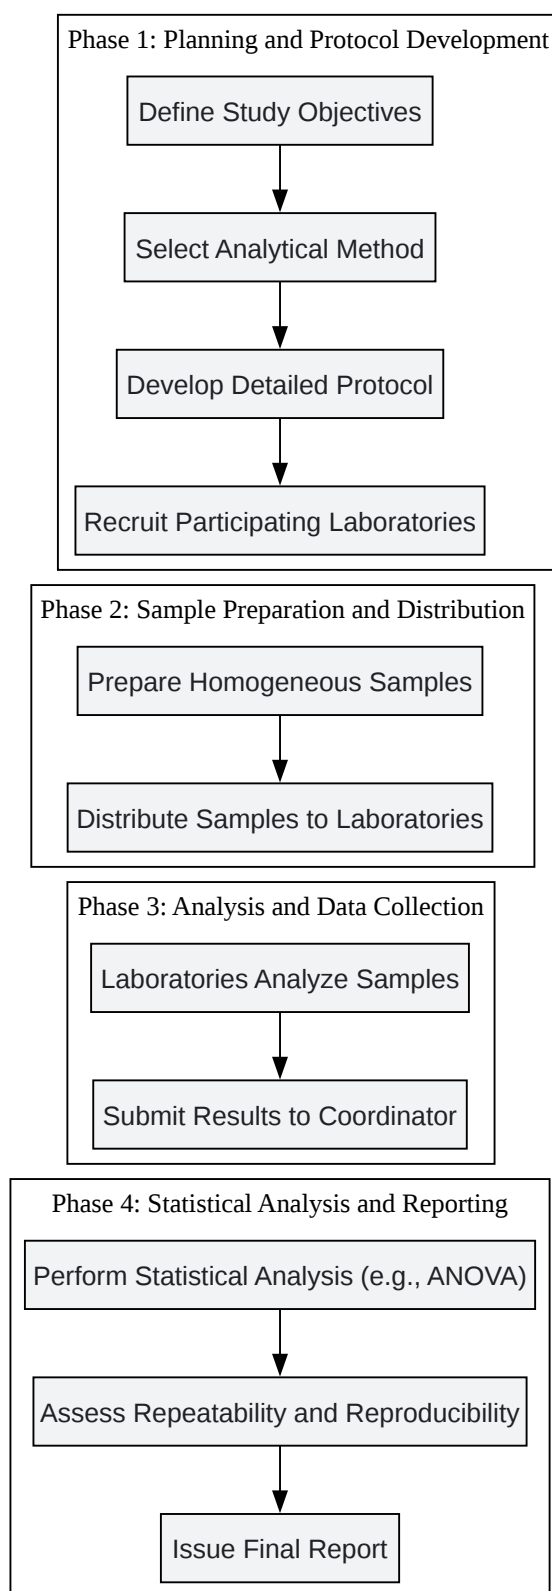 Phase 1: Planning and Protocol Development
Define Study Objectives
Select Analytical Method
Develop Detailed Protocol
Recruit Participating Laboratories
Phase 2: Sample Preparation and Distribution
Prepare Homogeneous Samples
Distribute Samples to Laboratories
Phase 3: Analysis and Data Collection
Laboratories Analyze Samples
Submit Results to Coordinator
Phase 4: Statistical Analysis and Reporting
Perform Statistical Analysis (e.g., ANOVA)
Assess Repeatability and Reproducibility
Issue Final Report